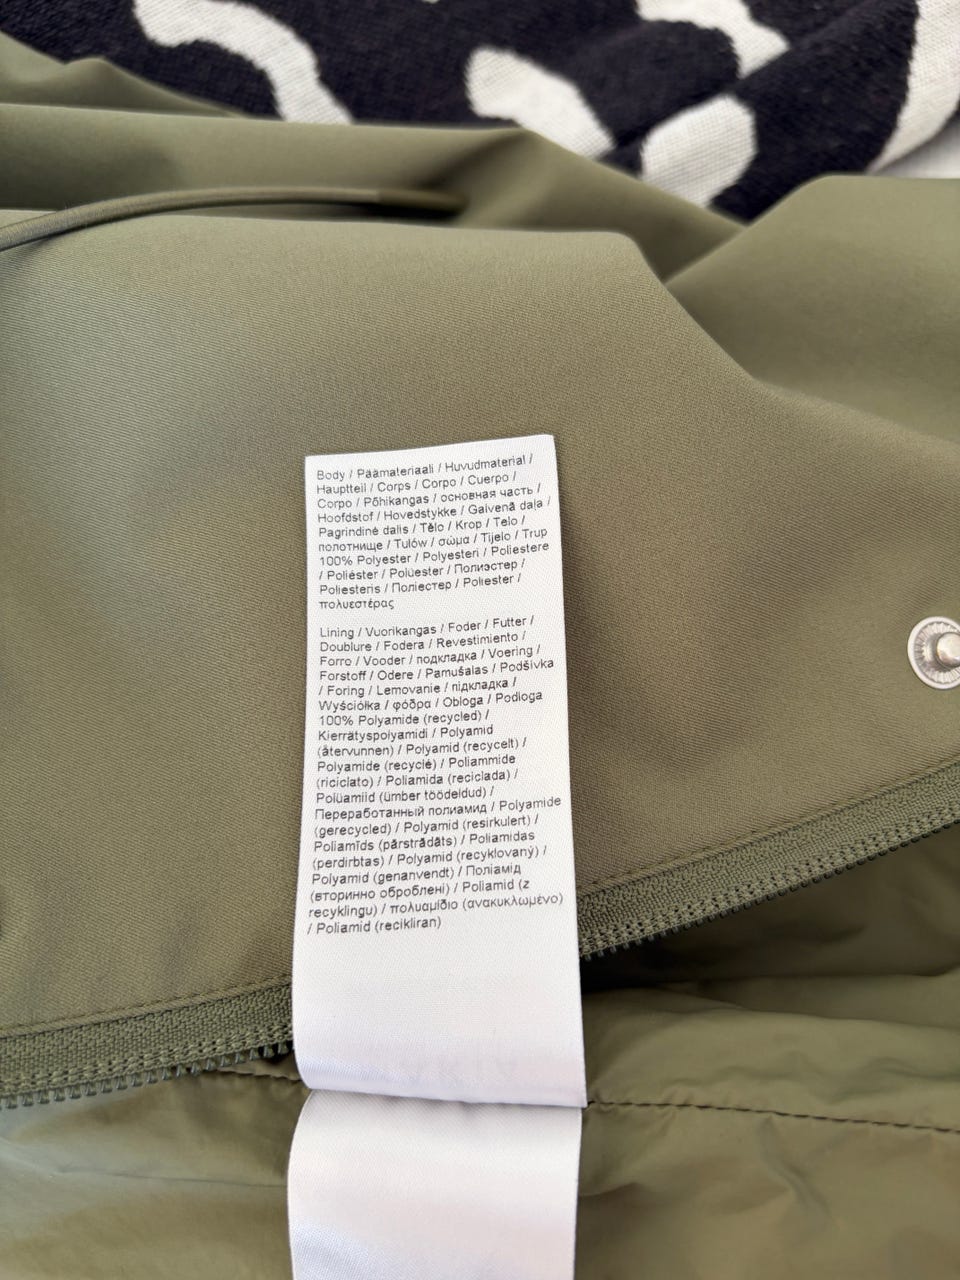 Body / Päämateriaali / Huvudmaterial /
Hauptteil / Corps / Corpo / Cuerpo /
Corpo / Põhikangas / основная часть /
Hoofdstof / Hovedstykke / Galvenā daļa /
Pagrindinė dalis / Tělo / Krop / Telo /
полотнище / Tułów / σώμα / Tijelo / Trup
100% Polyester / Polyesteri / Poliestere
/ Poliéster / Polüester / Полиэстер /
Poliesteris / Поліестер / Poliester /
πολυεστέρας
Lining / Vuorikangas / Foder / Futter /
Doublure / Fodera / Revestimiento /
Forro / Vooder / подкладка / Voering /
Forstoff / Odere / Pamušalas / Podšívka
/ Foring / Lemovanie / підкладка /
Wyściółka / φόδρα / Obloga / Podloga
100% Polyamide (recycled) /
Kierrätyspolyamidi / Polyamid
(återvunnen) / Polyamid (recycelt) /
Polyamide (recyclé) / Poliammide
(riciclato) / Poliamida (reciclada) /
Polüamiid (ümber töödeldud) /
Переработанный полиамид / Polyamide
(gerecycled) / Polyamid (resirkulert) /
Poliamīds (pārstrādāts) / Poliamidas
(perdirbtas) / Polyamid (recyklovaný) /
Polyamid (genanvendt) / Поліамід
(вторинно оброблені) / Poliamid (z
recyklingu) / πολυαμίδιο (ανακυκλωμένο)
/ Poliamid (recikliran)